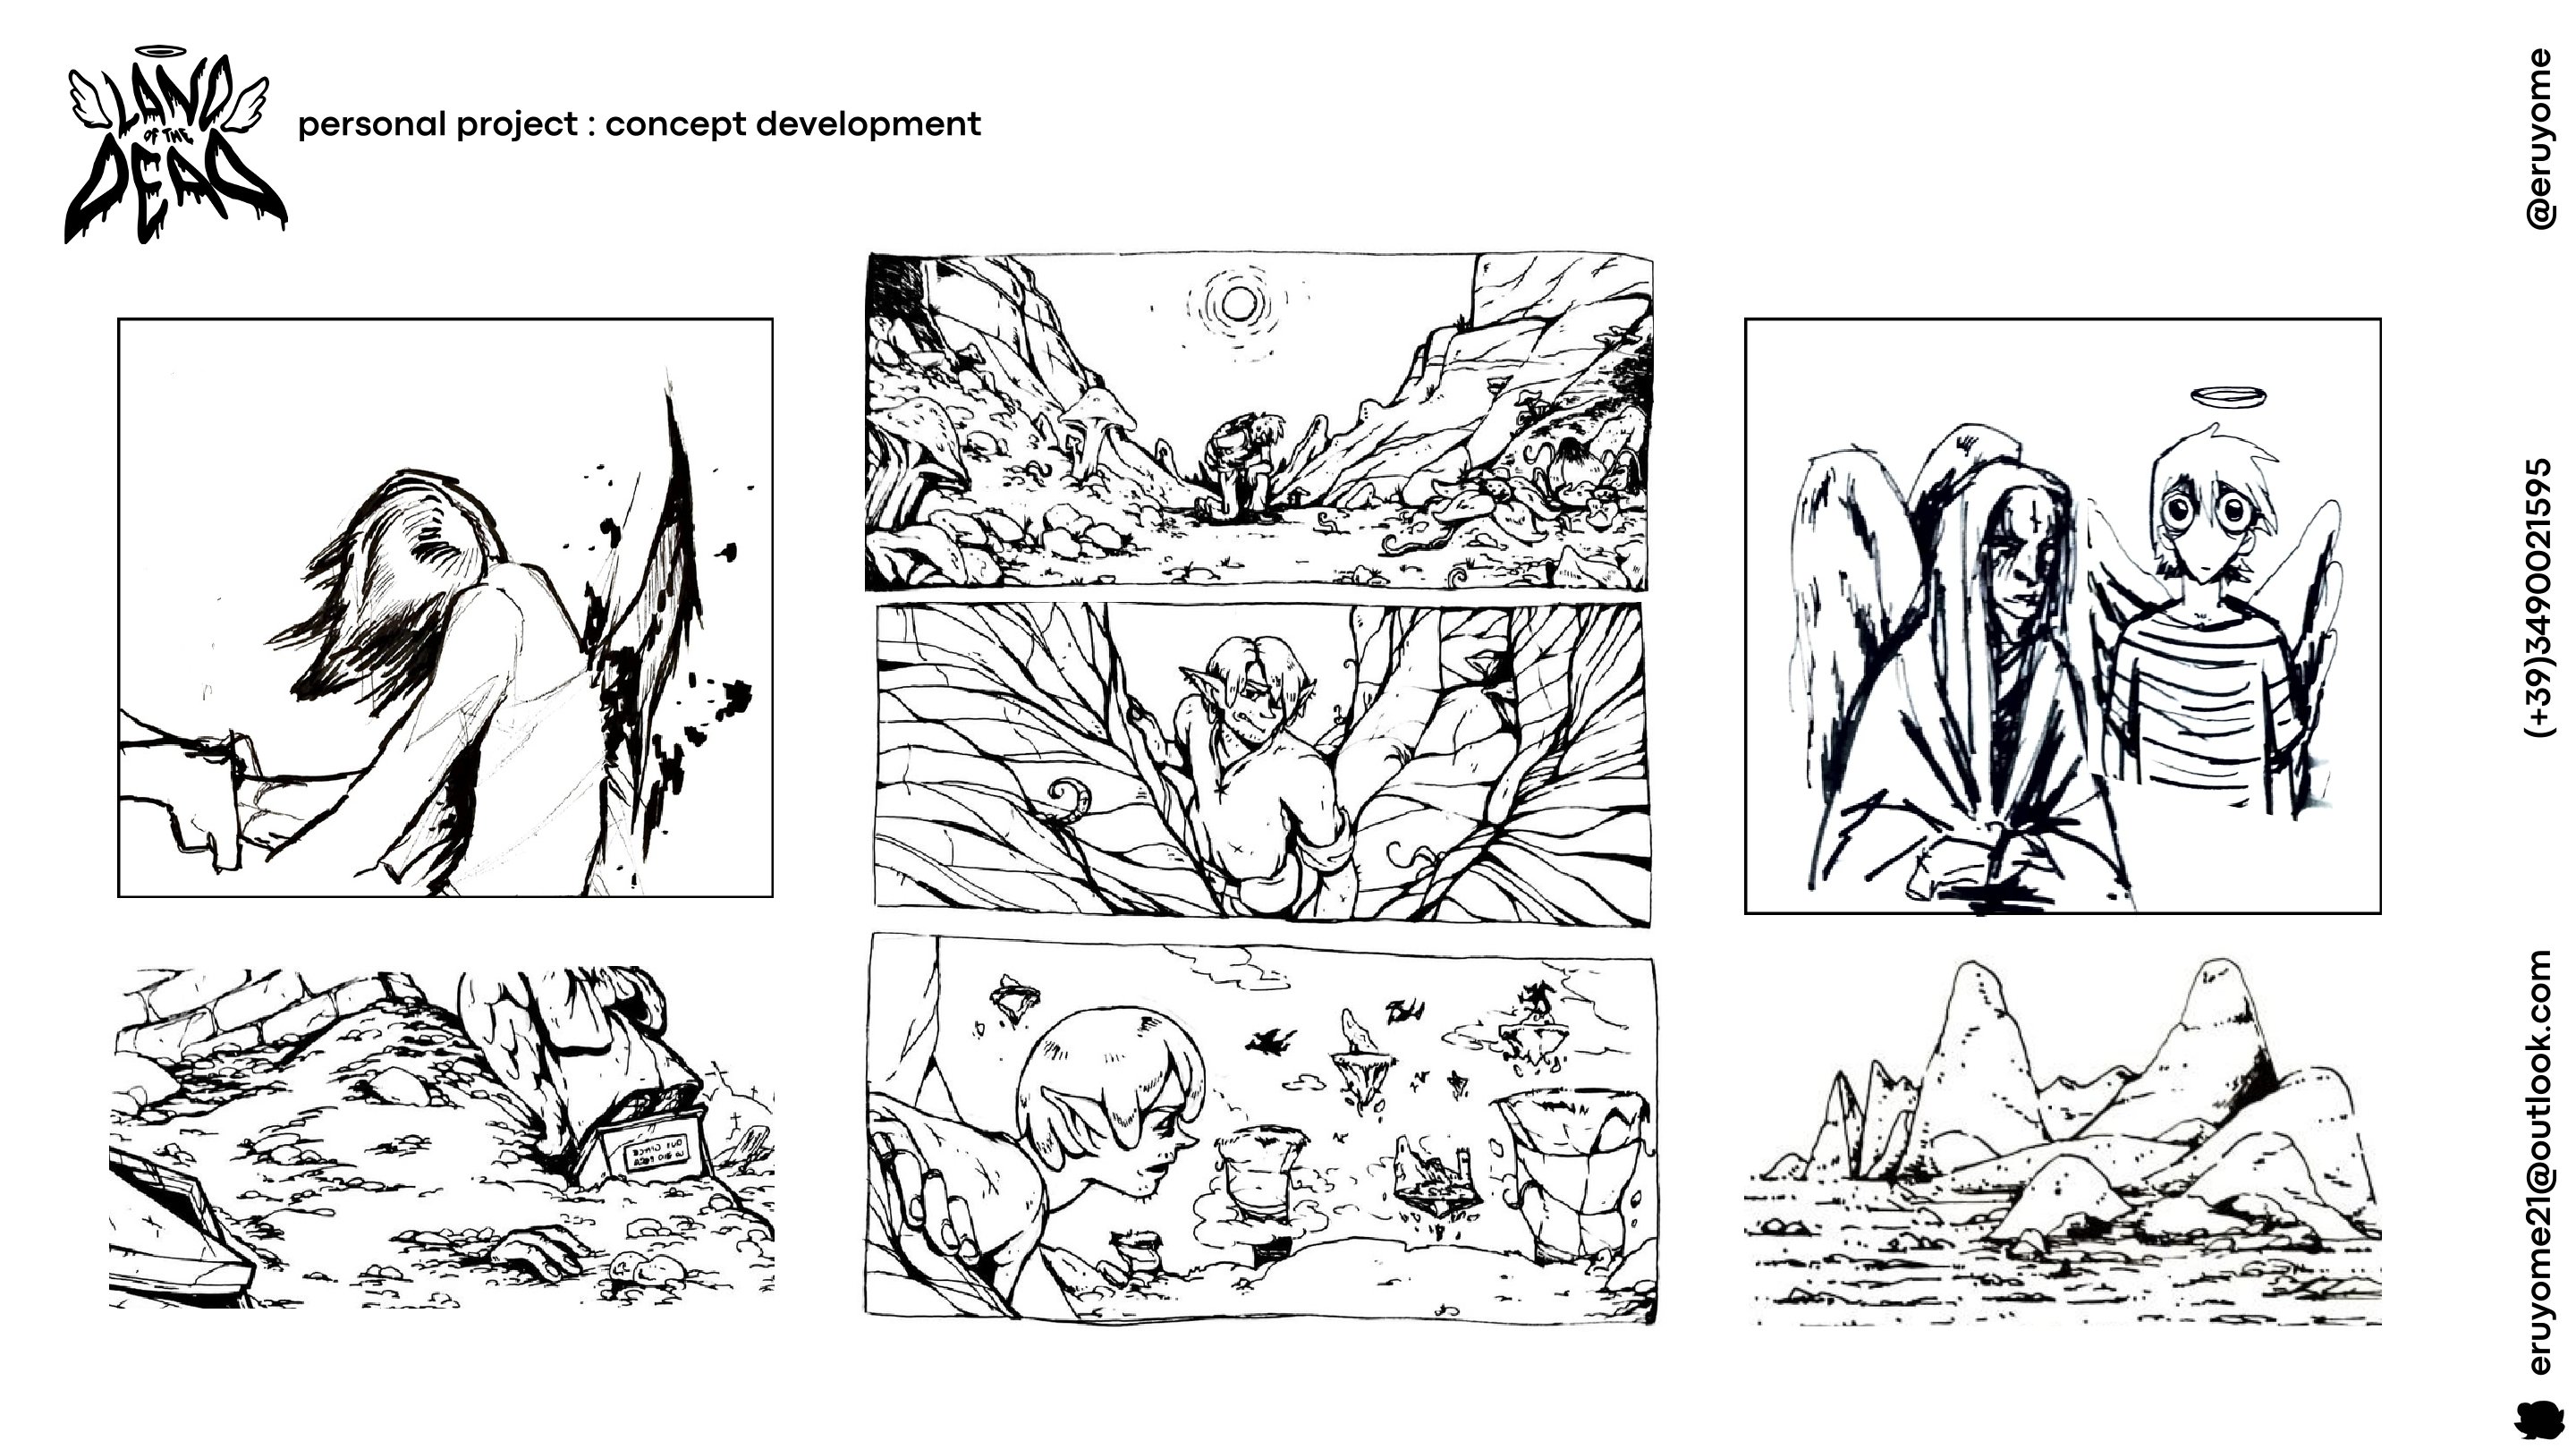 LAND
OF THE
DEAD
personal project : concept development
@eruyome
(+39)3490021595
eruyome21@outlook.com